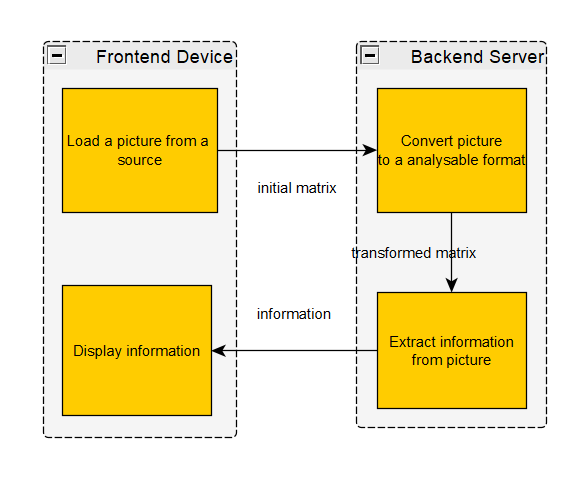 Frontend Device
Backend Server
Load a picture from a
source
Convert picture
to a analysable format
initial matrix
transformed matrix
information
Display information
Extract information
from picture